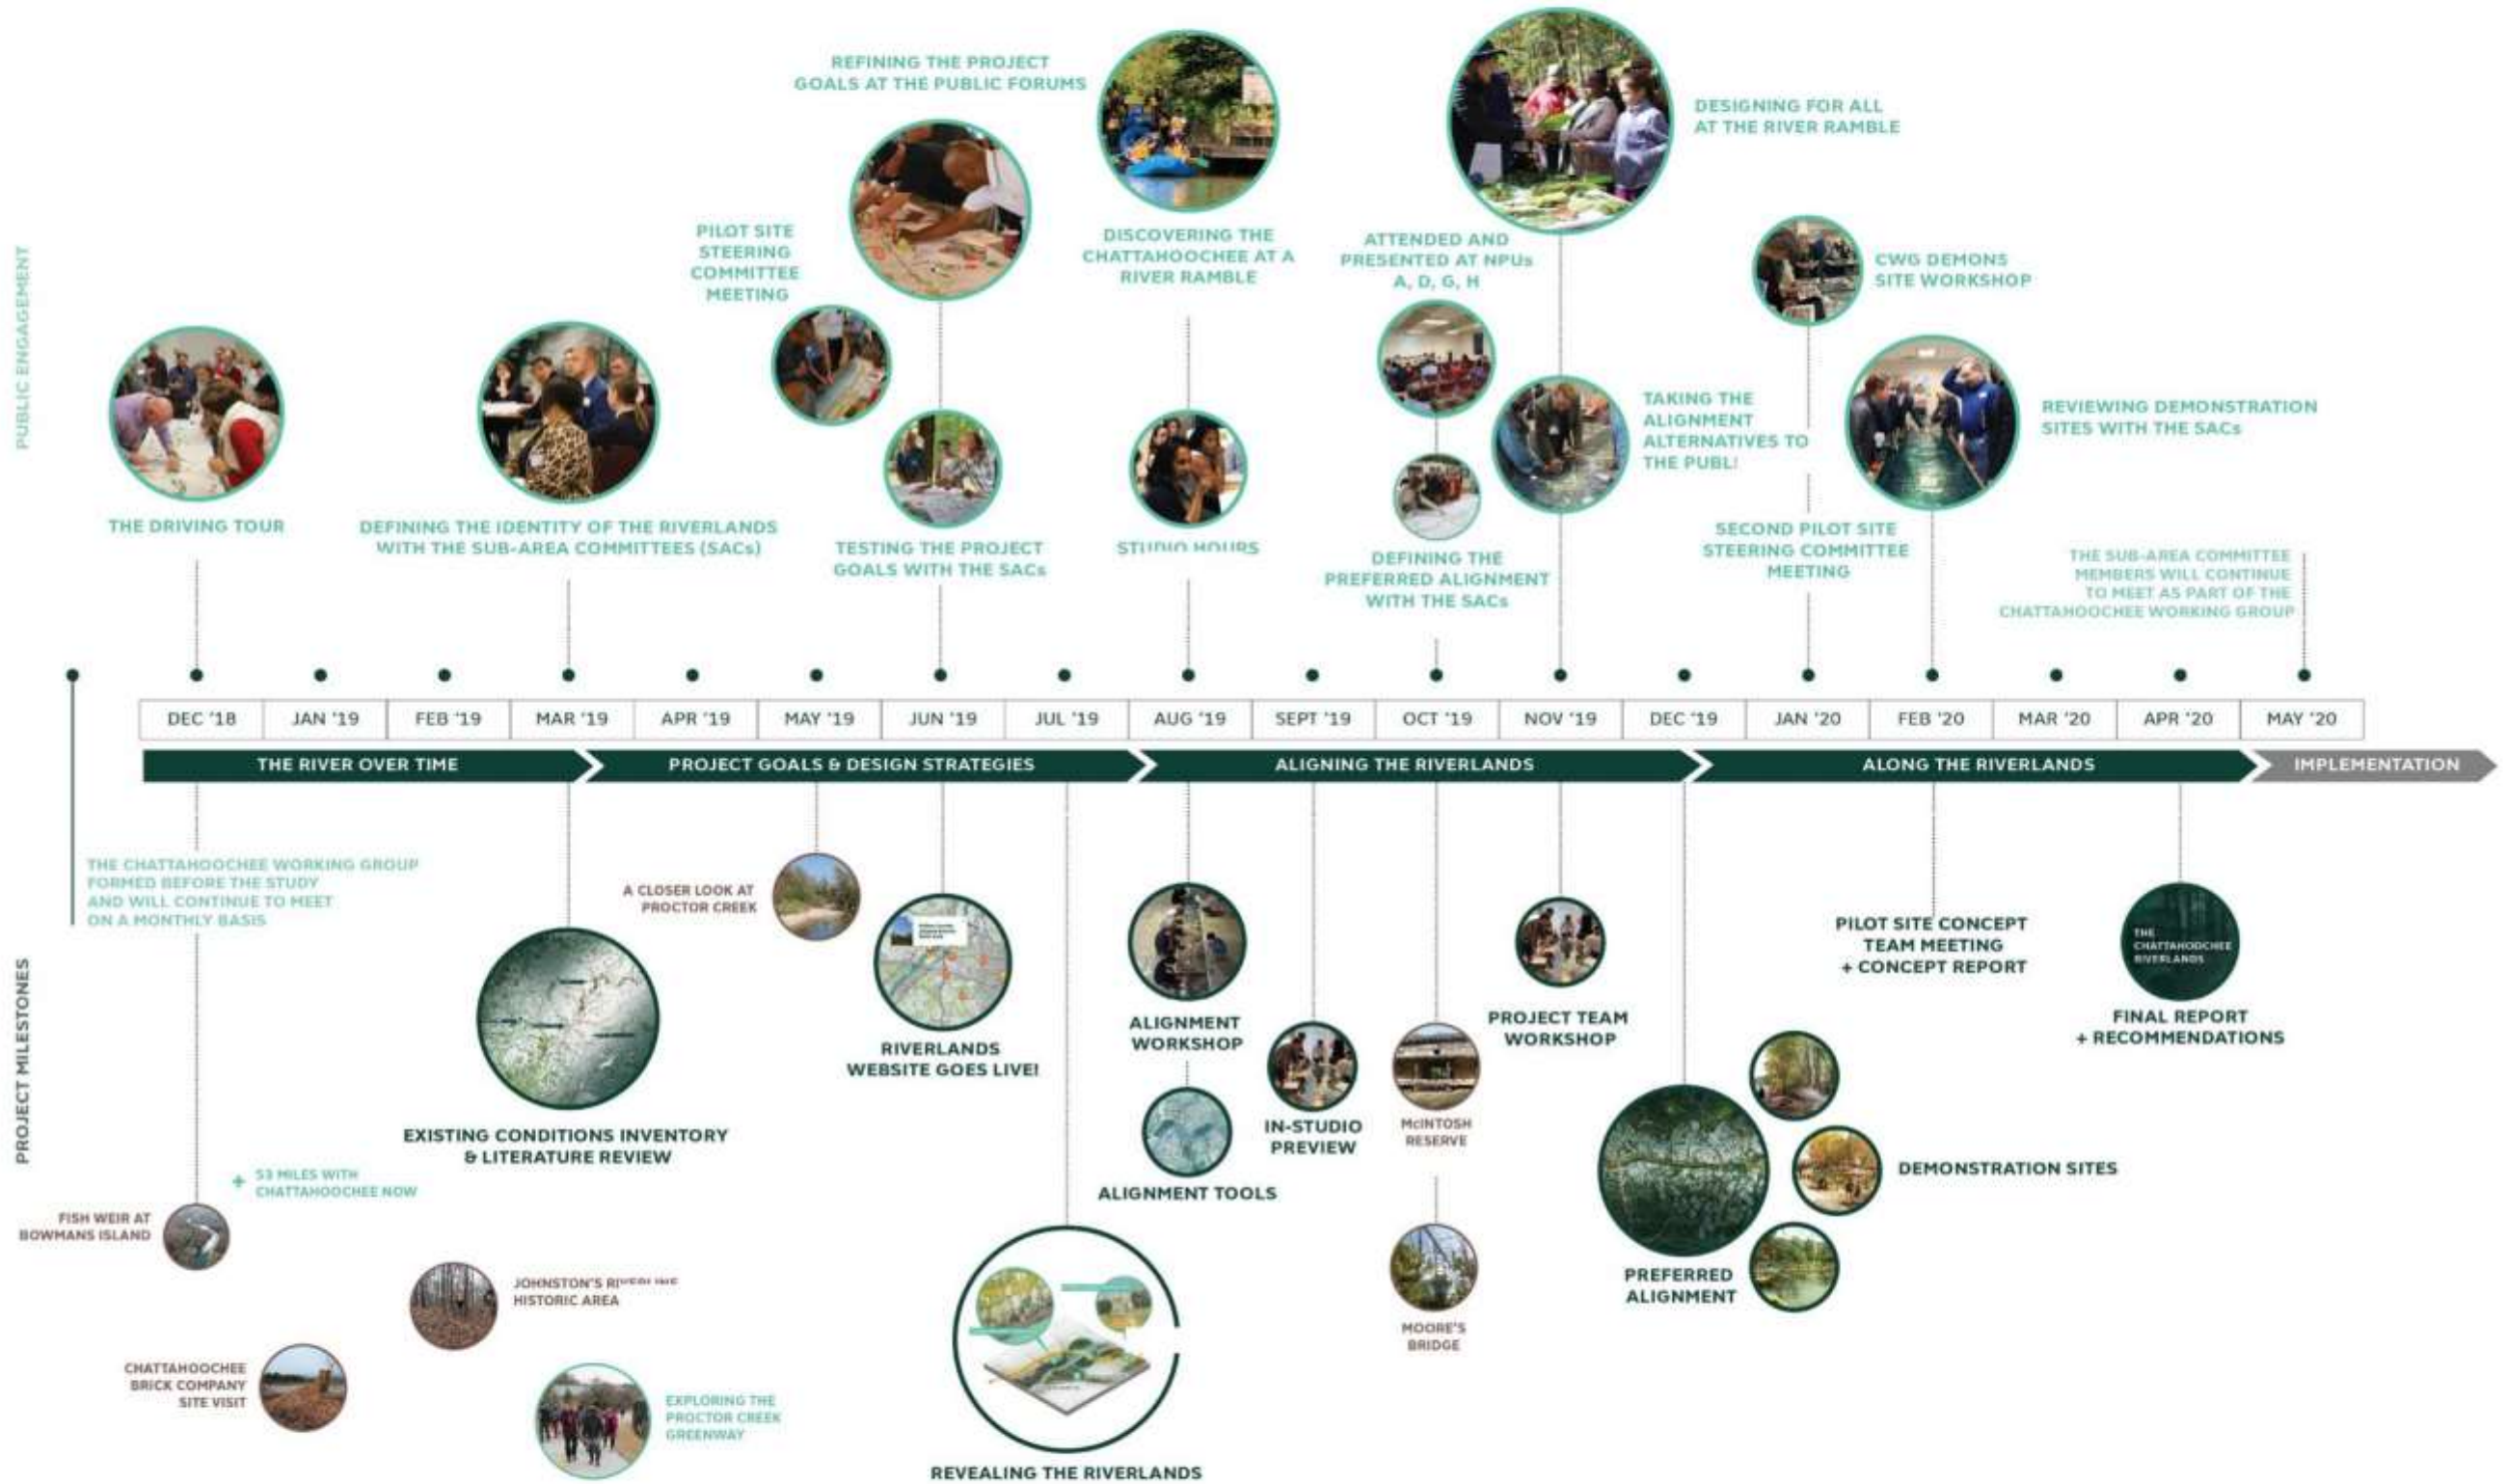 REFINING THE PROJECT
GOALS AT THE PUBLIC FORUMS
DESIGNING FOR ALL
AT THE RIVER RAMBLE
PUBLIC ENGAGEMENT
PILOT SITE
STEERING
COMMITTEE
MEETING
DISCOVERING THE
CHATTAHOOCHEE AT A
RIVER RAMBLE
ATTENDED AND
PRESENTED AT NPUs
A, D, G, H
CWG DEMONS
SITE WORKSHOP
TAKING THE
ALIGNMENT
ALTERNATIVES TO
THE PUBL
REVIEWING DEMONSTRATION
SITES WITH THE SACs
THE DRIVING TOUR
DEFINING THE IDENTITY OF THE RIVERLANDS
WITH THE SUB-AREA COMMITTEES (SACs)
TESTING THE PROJECT
GOALS WITH THE SACs
STUDIO HOURS
DEFINING THE
PREFERRED ALIGNMENT
WITH THE SACs
SECOND PILOT SITE
STEERING COMMITTEE
MEETING
THE SUB-AREA COMMITTEE
MEMBERS WILL CONTINUE
TO MEET AS PART OF THE
CHATTAHOOCHEE WORKING GROUP
DEC '18
JAN '19
FEB '19
MAR '19
APR '19
MAY '19
JUN '19
JUL '19
AUG '19
SEPT '19
OCT '19
NOV '19
DEC '19
JAN '20
FEB '20
MAR '20
APR '20
MAY '20
THE RIVER OVER TIME
PROJECT GOALS & DESIGN STRATEGIES
ALIGNING THE RIVERLANDS
ALONG THE RIVERLANDS
IMPLEMENTATION
PROJECT MILESTONES
THE CHATTAHOOCHEE WORKING GROUP
FORMED BEFORE THE STUDY
AND WILL CONTINUE TO MEET
ON A MONTHLY BASIS
A CLOSER LOOK AT
PROCTOR CREEK
PILOT SITE CONCEPT
TEAM MEETING
+ CONCEPT REPORT
THE
CHATTAHOOCHEE
RIVERLANDS
FINAL REPORT
+ RECOMMENDATIONS
ALIGNMENT
WORKSHOP
PROJECT TEAM
WORKSHOP
RIVERLANDS
WEBSITE GOES LIVE!
EXISTING CONDITIONS INVENTORY
& LITERATURE REVIEW
IN-STUDIO
PREVIEW
McINTOSH
RESERVE
+ 53 MILES WITH
CHATTAHOOCHEE NOW
ALIGNMENT TOOLS
DEMONSTRATION SITES
FISH WEIR AT
BOWMANS ISLAND
JOHNSTON'S RIVERLINE
HISTORIC AREA
PREFERRED
ALIGNMENT
MOORE'S
BRIDGE
CHATTAHOOCHEE
BRICK COMPANY
SITE VISIT
EXPLORING THE
PROCTOR CREEK
GREENWAY
REVEALING THE RIVERLANDS